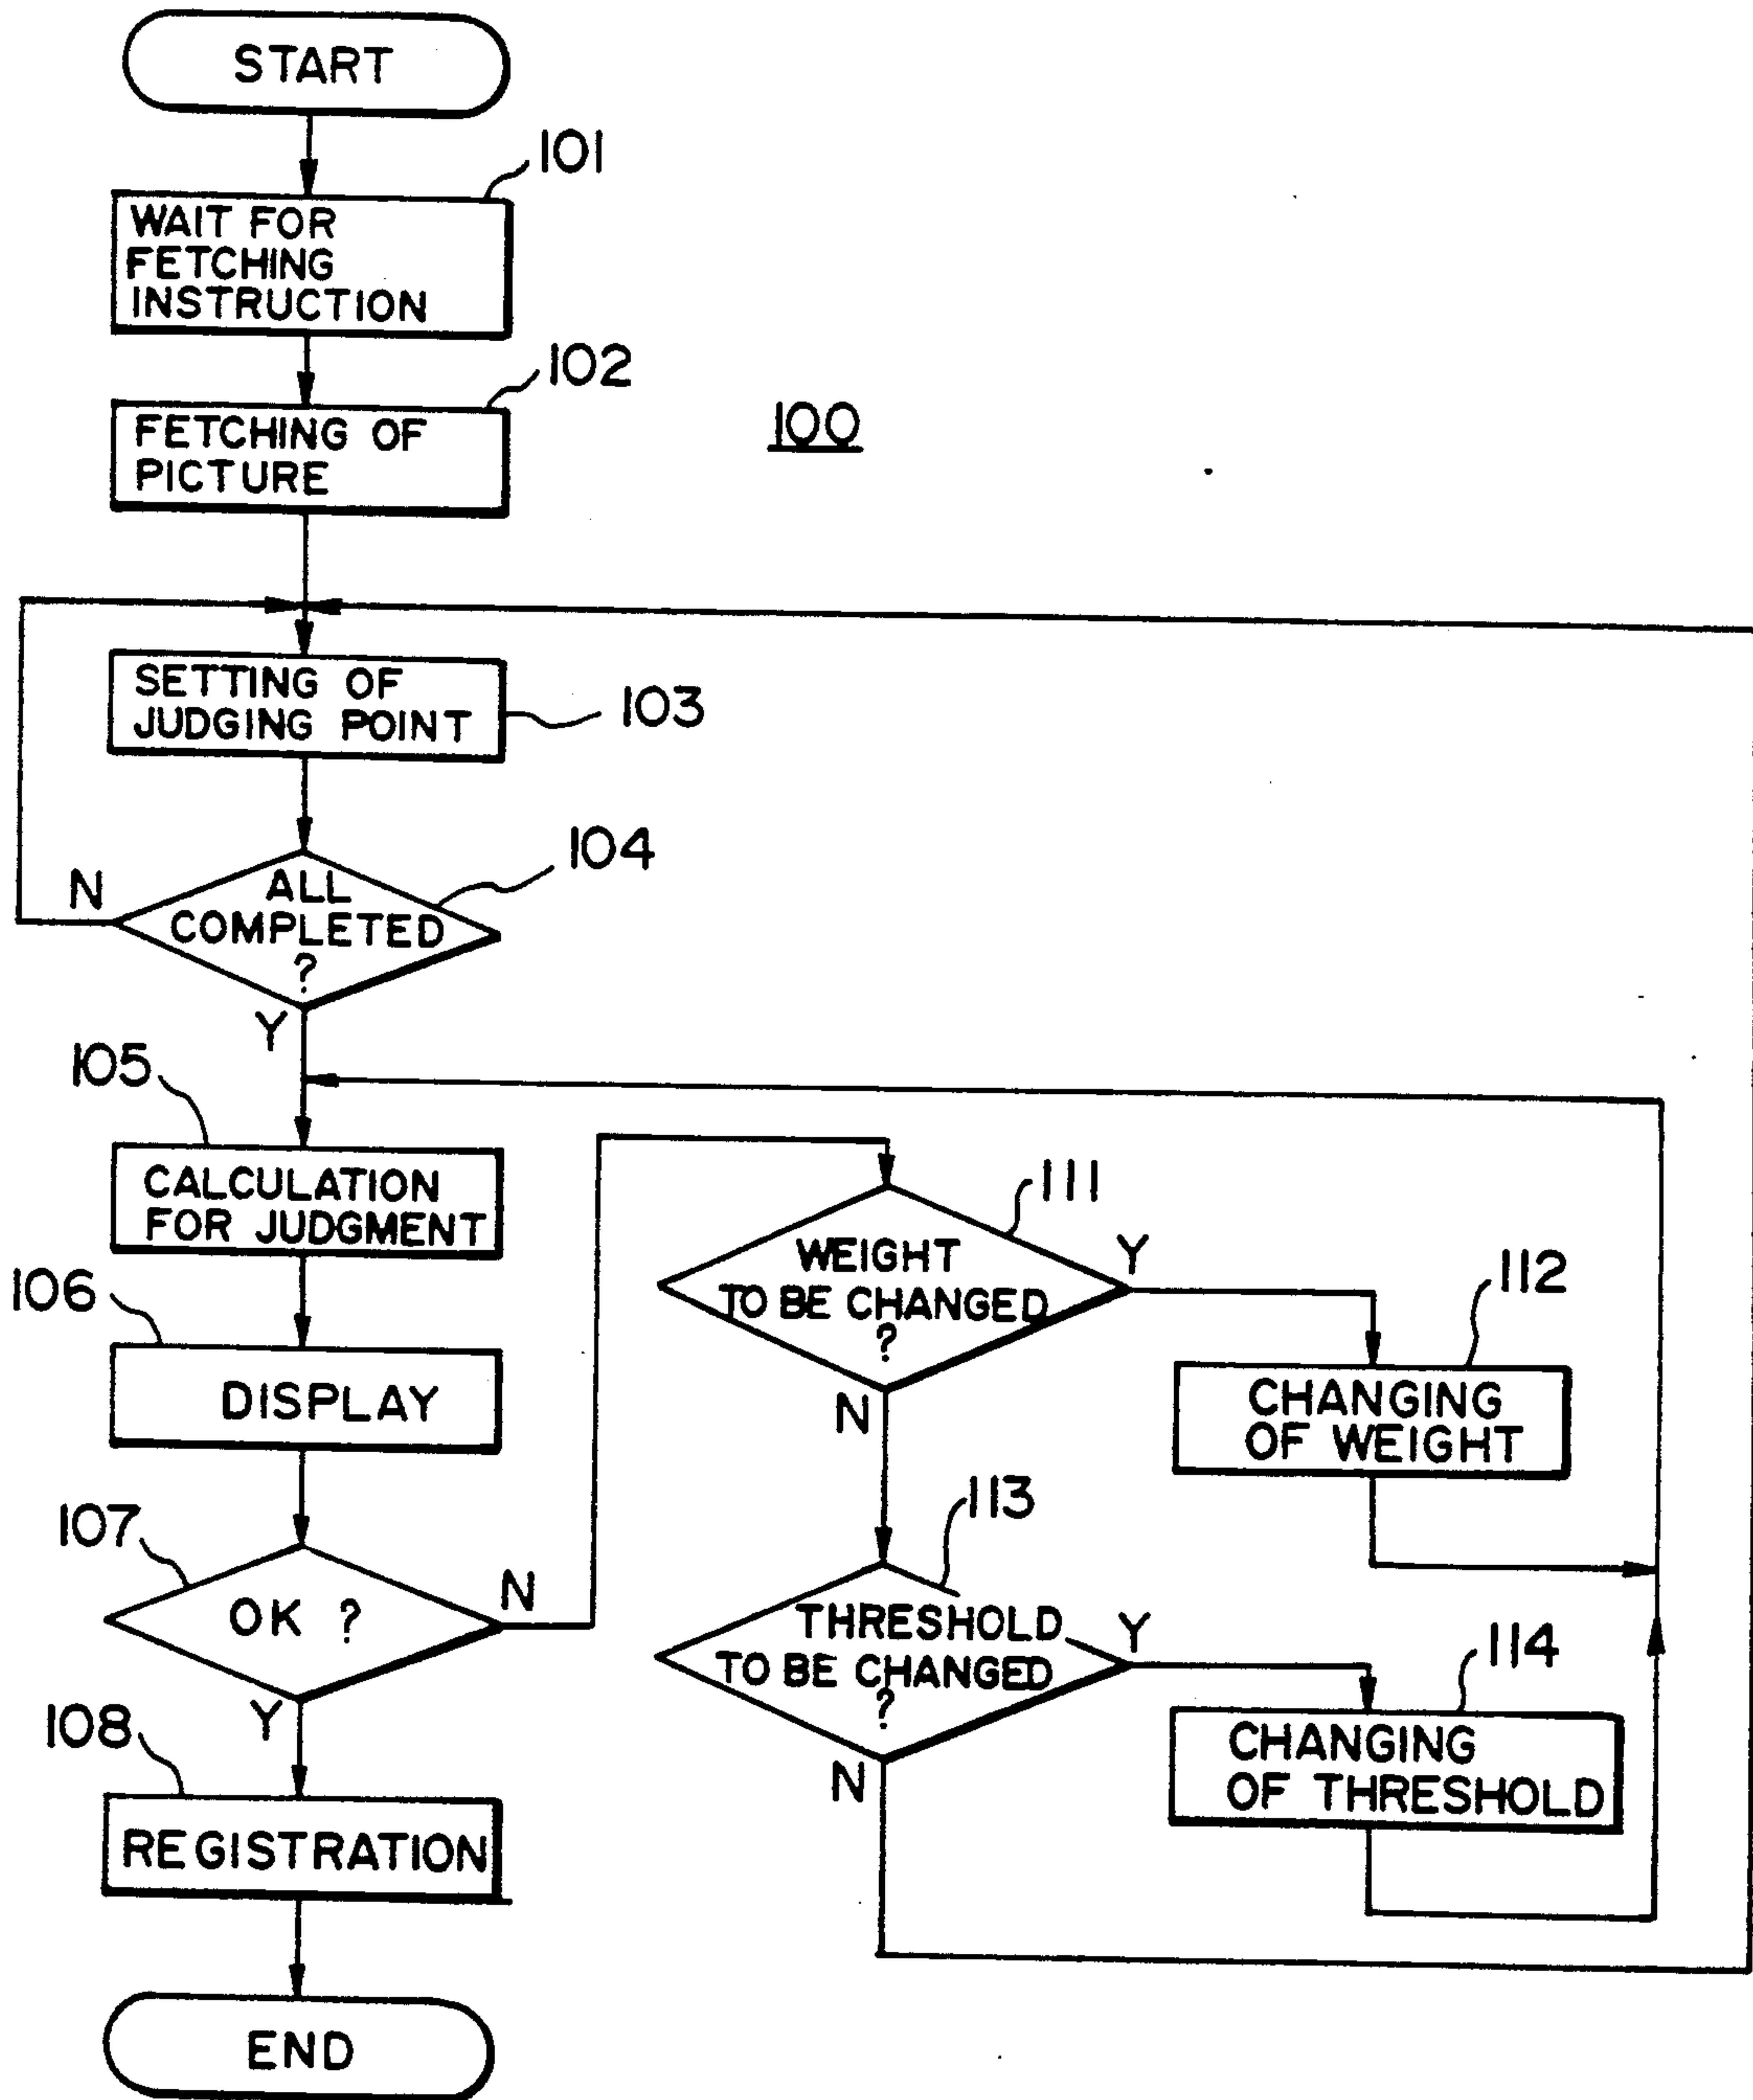 START
101
WAIT FOR
FETCHING
INSTRUCTION
102
FETCHING OF
PICTURE
100
SETTING OF
JUDGING POINT
103
104
N
ALL
COMPLETED
?
Y
105
CALCULATION
FOR JUDGMENT
106
DISPLAY
107
OK ?
N
Y
108
REGISTRATION
END
111
WEIGHT
TO BE CHANGED
?
Y
N
112
CHANGING
OF WEIGHT
113
THRESHOLD
TO BE CHANGED
?
Y
N
114
CHANGING
OF THRESHOLD